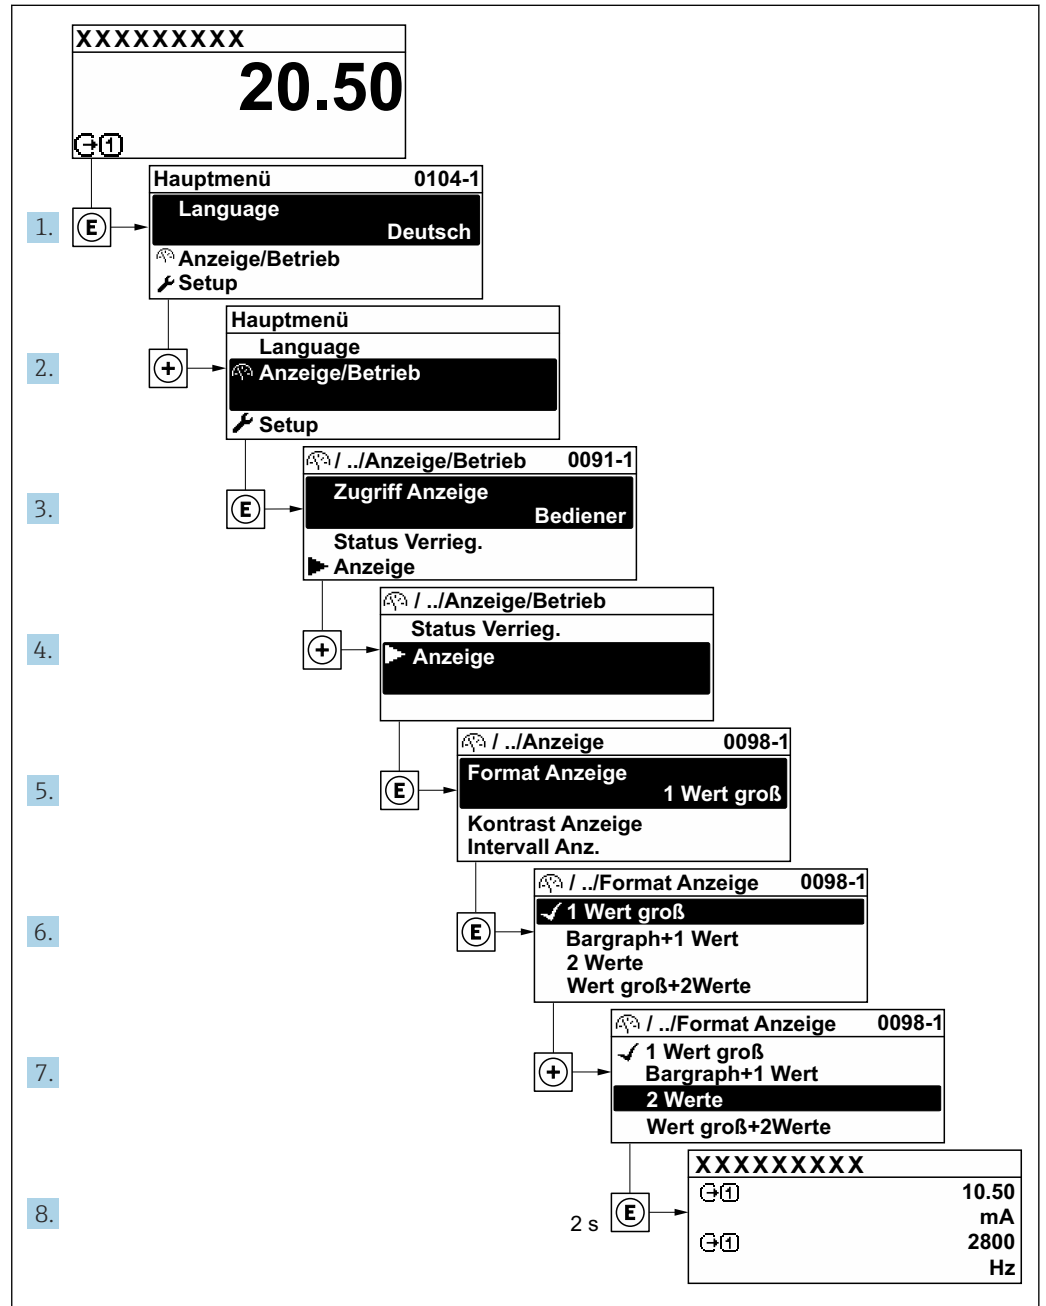 XXXXXXXXX
20.50
1
Hauptmenü 0104-1
1. E Language
Deutsch
Anzeige/Betrieb
Setup
Hauptmenü
Language
2. + Anzeige/Betrieb
Setup
/ ../Anzeige/Betrieb 0091-1
Zugriff Anzeige
3. E Bediener
Status Verrieg.
Anzeige
/ ../Anzeige/Betrieb
Status Verrieg.
4. + Anzeige
/ ../Anzeige 0098-1
Format Anzeige
5. E 1 Wert groß
Kontrast Anzeige
Intervall Anz.
/ ../Format Anzeige 0098-1
1 Wert groß
6. E Bargraph+1 Wert
2 Werte
Wert groß+2Werte
/ ../Format Anzeige 0098-1
1 Wert groß
7. + Bargraph+1 Wert
2 Werte
Wert groß+2Werte
XXXXXXXXX
1 10.50
8. 2 s E mA
1 2800
Hz